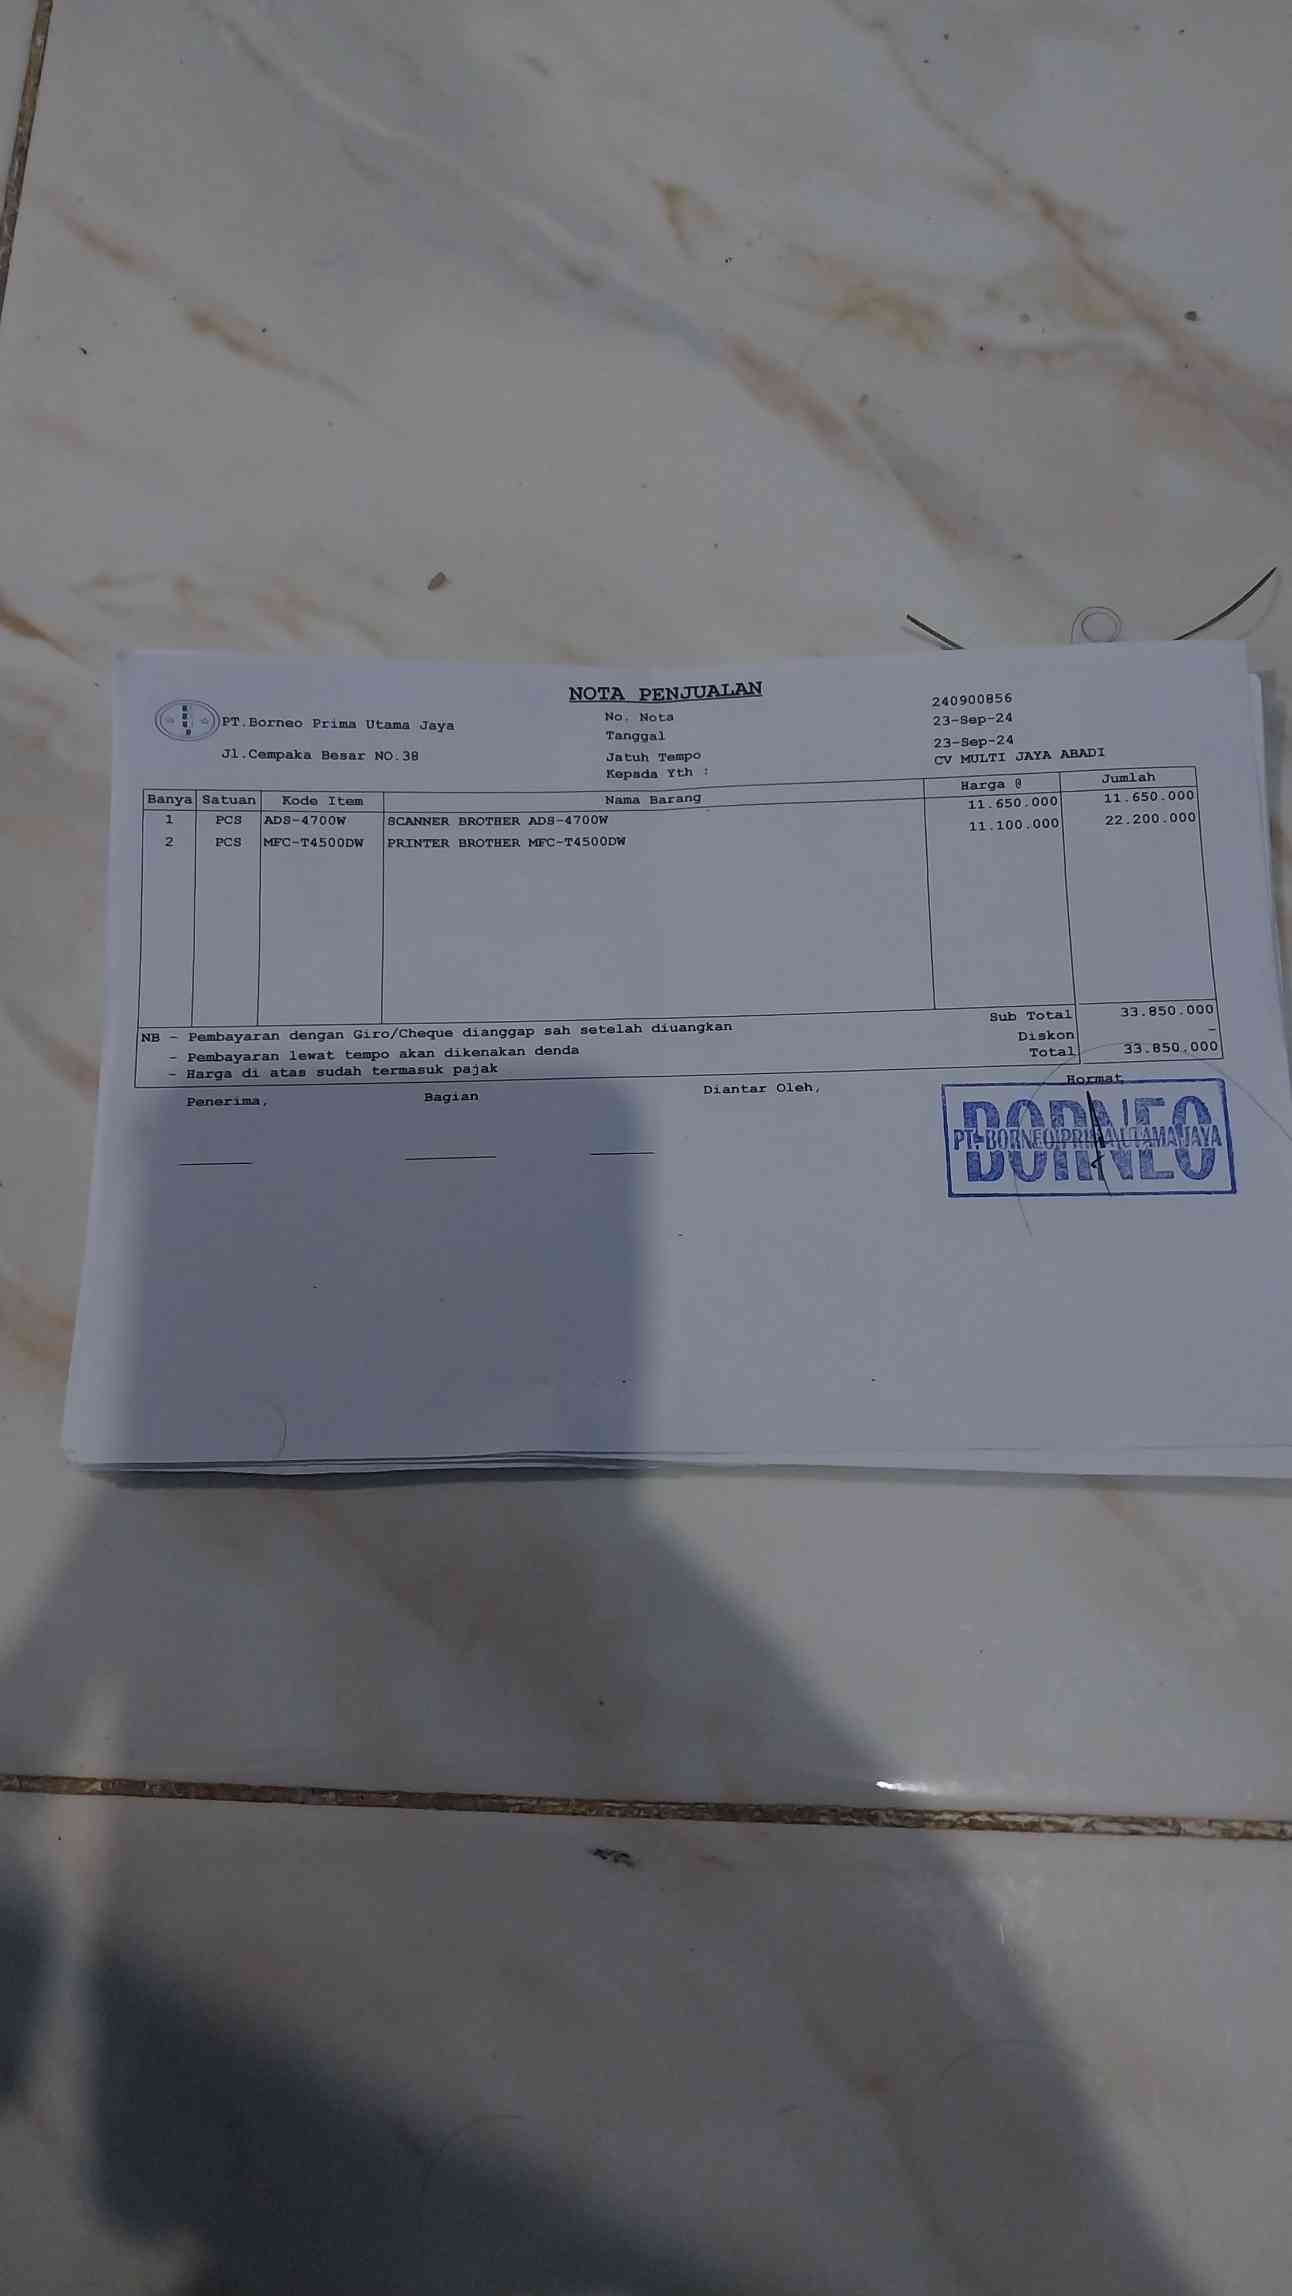 NOTA PENJUALAN
PT.Borneo Prima Utama Jaya
Jl.Cempaka Besar NO.38
No. Nota 240900856
Tanggal 23-Sep-24
Jatuh Tempo 23-Sep-24
Kepada Yth : CV MULTI JAYA ABADI
Banya Satuan Kode Item Nama Barang Harga @ Jumlah
1 PCS ADS-4700W SCANNER BROTHER ADS-4700W 11.650.000 11.650.000
2 PCS MFC-T4500DW PRINTER BROTHER MFC-T4500DW 11.100.000 22.200.000
Sub Total 33.850.000
Diskon -
Total 33.850.000
NB - Pembayaran dengan Giro/Cheque dianggap sah setelah diuangkan
- Pembayaran lewat tempo akan dikenakan denda
- Harga di atas sudah termasuk pajak
Penerima, Bagian Diantar Oleh, Hormat
BORNEO
PT. BORNEO PRIMA UTAMA JAYA